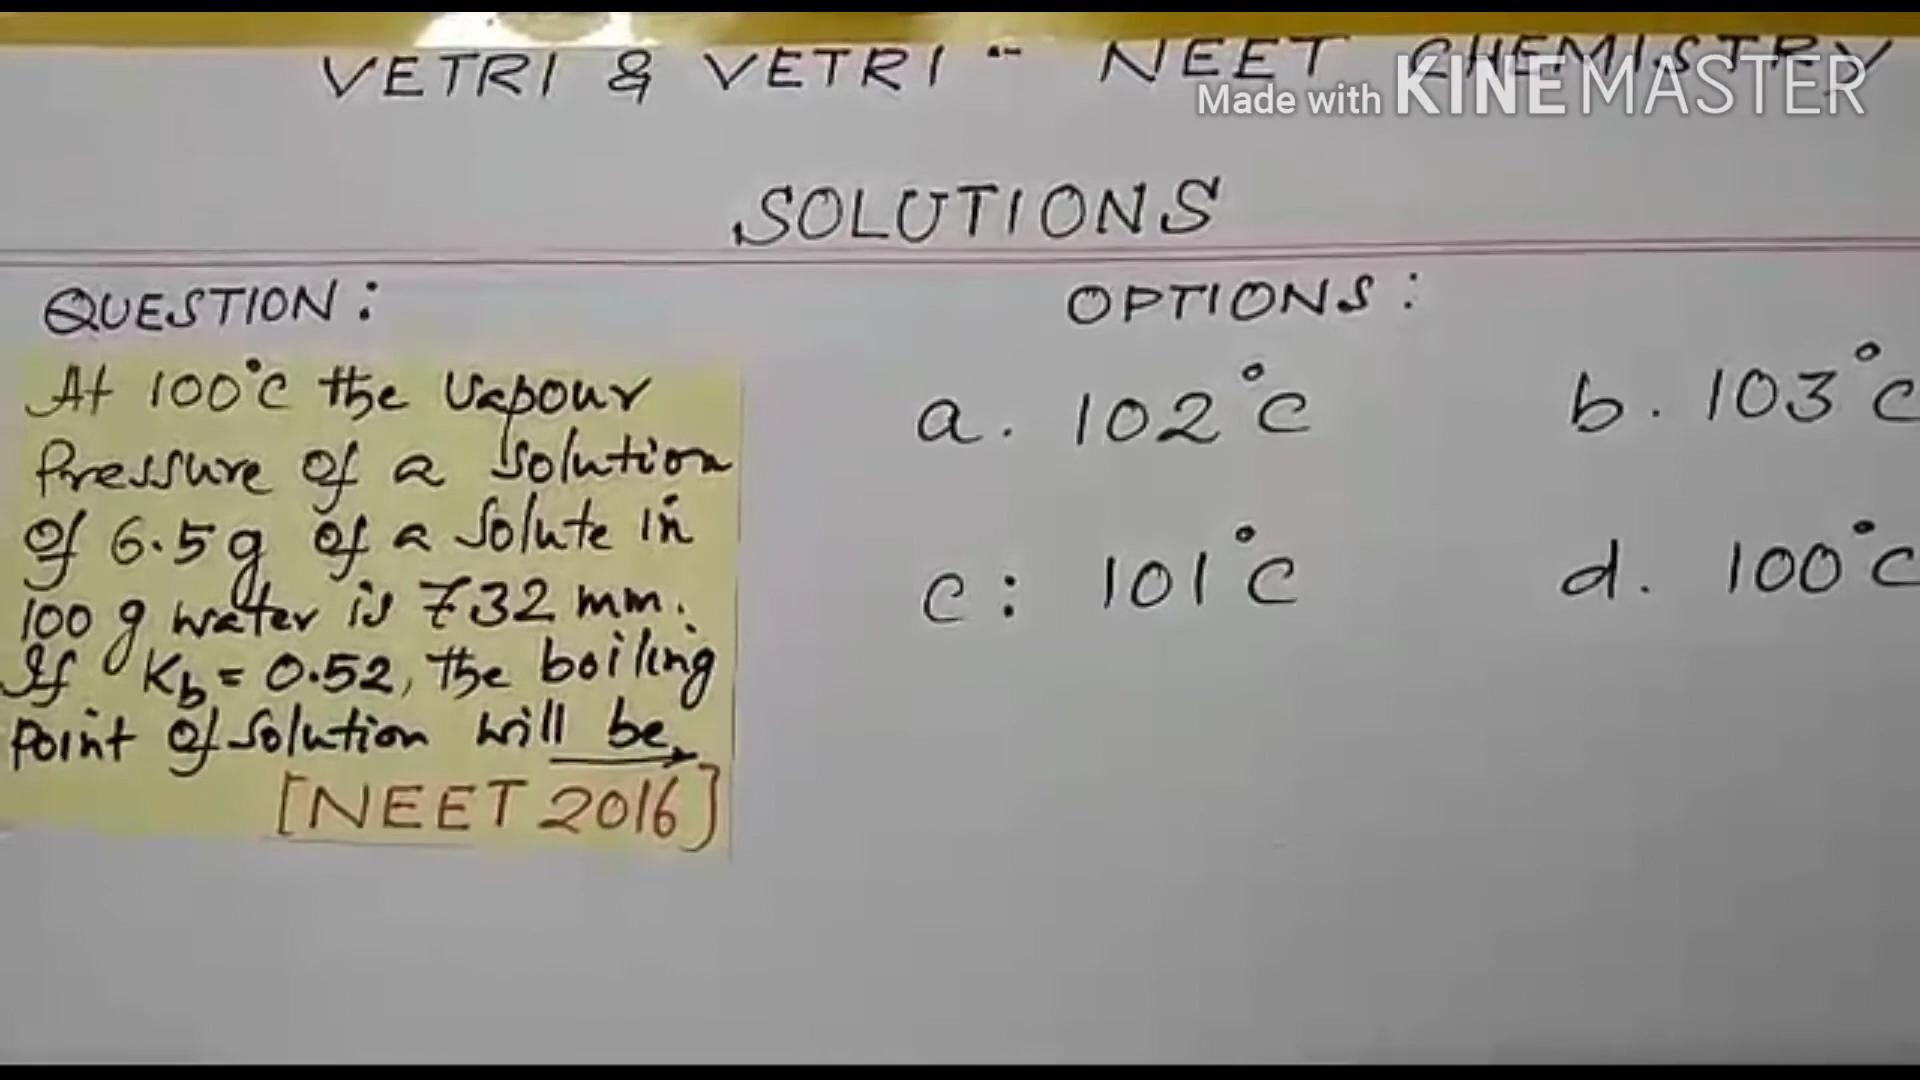 VETRI & VETRI - NEET CHEMISTRY
Made with KINEMASTER
SOLUTIONS
QUESTION:
At 100°C the Vapour
Pressure of a solution
of 6.5 g of a solute in
100 g water is 732 mm.
If Kb = 0.52, the boiling
Point of solution will be
[NEET 2016]
OPTIONS:
a. 102°C
b. 103°C
c: 101°C
d. 100°C